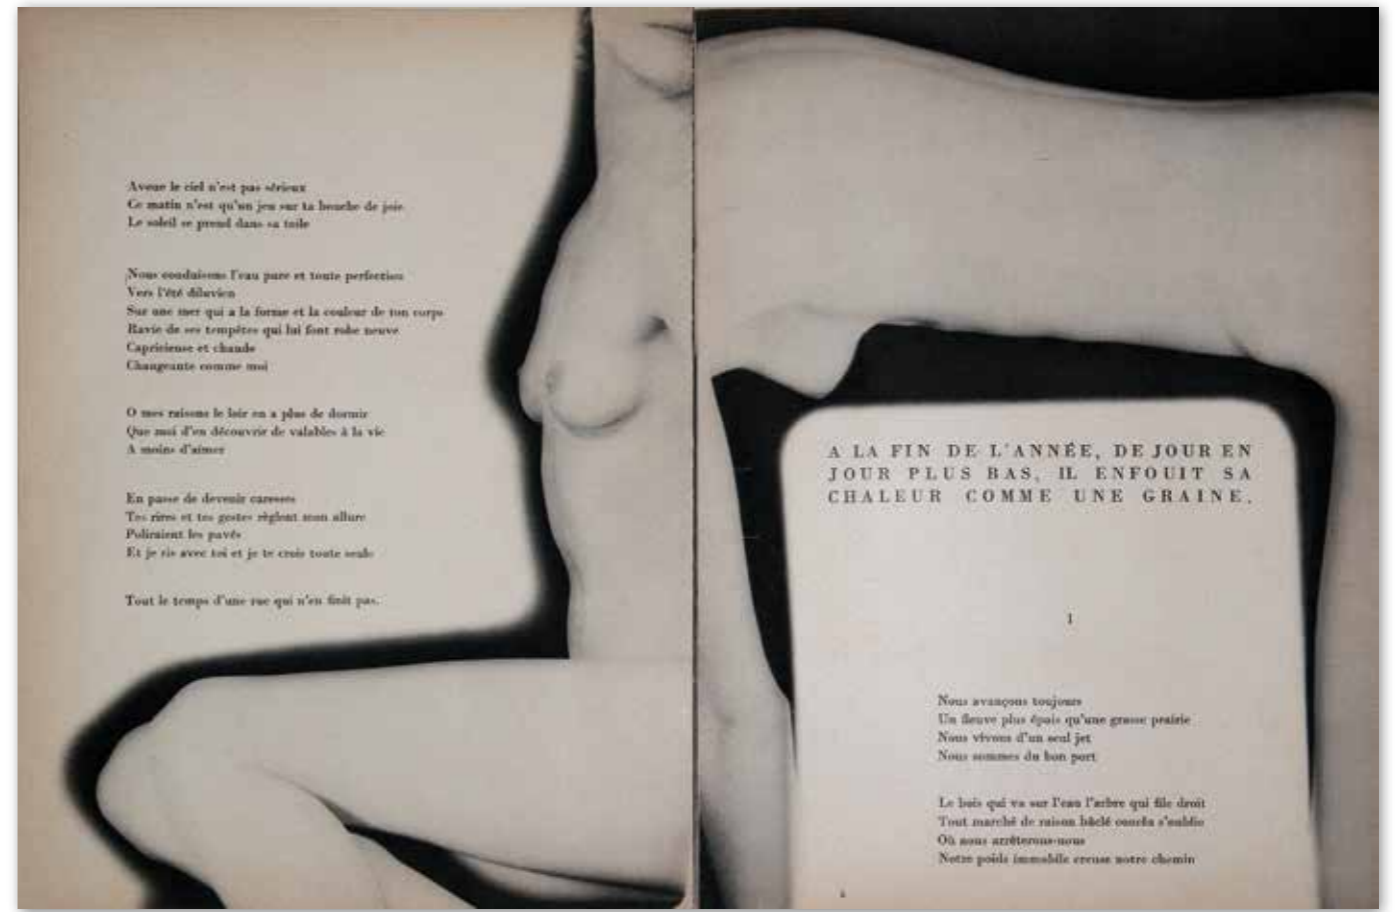 Avoue le ciel n'est pas sérieux
Ce matin n'est qu'un jeu sur ta bouche de joie
Le soleil se prend dans sa toile
Nous conduisons l'eau pure et toute perfection
Vers l'été diluvien
Sur une mer qui a la forme et la couleur de ton corps
Ravie de ses tempêtes qui lui font robe neuve
Capricieuse et chaude
Changeante comme moi
O mes raisons le loir en a plus de dormir
Que moi d'en découvrir de valables à la vie
A moins d'aimer
En passe de devenir caresses
Tes rires et tes gestes règlent mon allure
Poliraient les pavés
Et je ris avec toi et je te crois toute seule
Tout le temps d'une rue qui n'en finit pas.
A LA FIN DE L'ANNÉE, DE JOUR EN
JOUR PLUS BAS, IL ENFOUIT SA
CHALEUR COMME UNE GRAINE.
I
Nous avançons toujours
Un fleuve plus épais qu'une grasse prairie
Nous vivons d'un seul jet
Nous sommes du bon port
Le bois qui va sur l'eau l'arbre qui file droit
Tout marché de raison bâclé conclu s'oublie
Où nous arrêterons-nous
Notre poids immobile creuse notre chemin